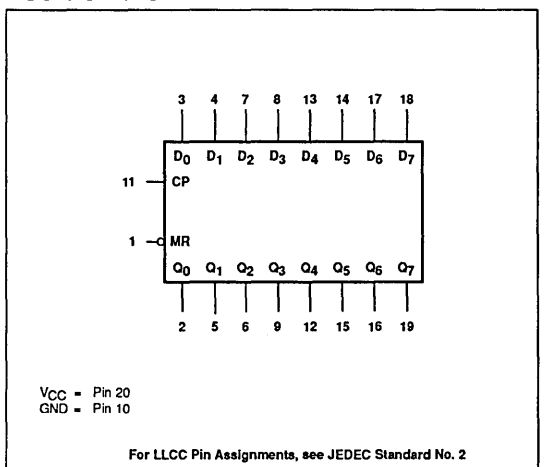 3 4 7 8 13 14 17 18
D0 D1 D2 D3 D4 D5 D6 D7
11 CP
1 MR
Q0 Q1 Q2 Q3 Q4 Q5 Q6 Q7
2 5 6 9 12 15 16 19
VCC = Pin 20
GND = Pin 10
For LLCC Pin Assignments, see JEDEC Standard No. 2